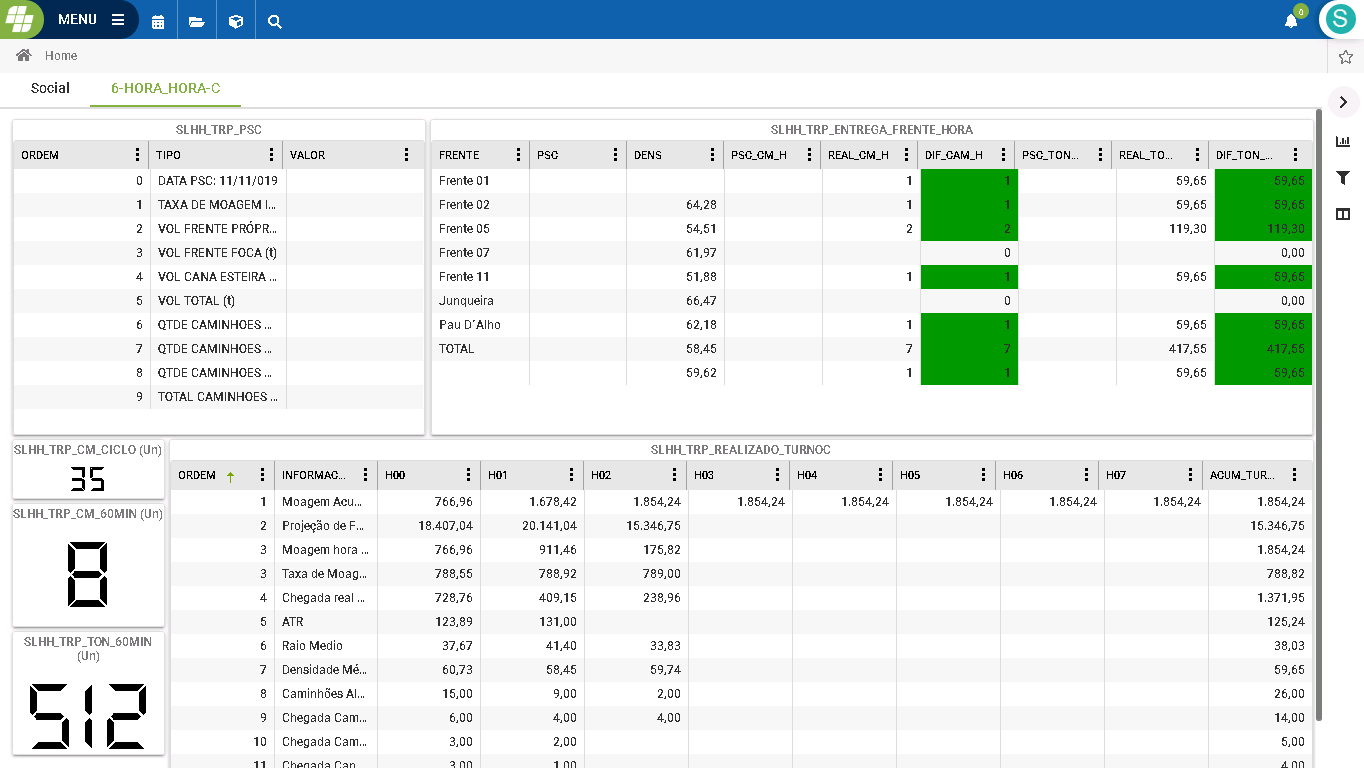 MENU
0
S
Home
Social 6-HORA_HORA-C
SLHH_TRP_PSC
ORDEM TIPO VALOR
0 DATA PSC: 11/11/019
1 TAXA DE MOAGEM I...
2 VOL FRENTE PRÓPR...
3 VOL FRENTE FOCA (t)
4 VOL CANA ESTEIRA ...
5 VOL TOTAL (t)
6 QTDE CAMINHOES ...
7 QTDE CAMINHOES ...
8 QTDE CAMINHOES ...
9 TOTAL CAMINHOES ...
SLHH_TRP_ENTREGA_FRENTE_HORA
FRENTE PSC DENS PSC_CM_H REAL_CM_H DIF_CAM_H PSC_TON... REAL_TO... DIF_TON_...
Frente 01 1 1 59,65 59,65
Frente 02 64,28 1 1 59,65 59,65
Frente 05 54,51 2 2 119,30 119,30
Frente 07 61,97 0 0,00
Frente 11 51,88 1 1 59,65 59,65
Junqueira 66,47 0 0,00
Pau D´Alho 62,18 1 1 59,65 59,65
TOTAL 58,45 7 7 417,55 417,55
59,62 1 1 59,65 59,65
SLHH_TRP_CM_CICLO (Un)
35
SLHH_TRP_CM_60MIN (Un)
8
SLHH_TRP_TON_60MIN
(Un)
512
SLHH_TRP_REALIZADO_TURNOC
ORDEM INFORMAC... H00 H01 H02 H03 H04 H05 H06 H07 ACUM_TUR...
1 Moagem Acu... 766,96 1.678,42 1.854,24 1.854,24 1.854,24 1.854,24 1.854,24 1.854,24 1.854,24
2 Projeção de F... 18.407,04 20.141,04 15.346,75 15.346,75
3 Moagem hora ... 766,96 911,46 175,82 1.854,24
3 Taxa de Moag... 788,55 788,92 789,00 788,82
4 Chegada real ... 728,76 409,15 238,96 1.371,95
5 ATR 123,89 131,00 125,24
6 Raio Medio 37,67 41,40 33,83 38,03
7 Densidade Mé... 60,73 58,45 59,74 59,65
8 Caminhões Al... 15,00 9,00 2,00 26,00
9 Chegada Cam... 6,00 4,00 4,00 14,00
10 Chegada Cam... 3,00 2,00 5,00
11 Chegada Can... 3,00 1,00 4,00